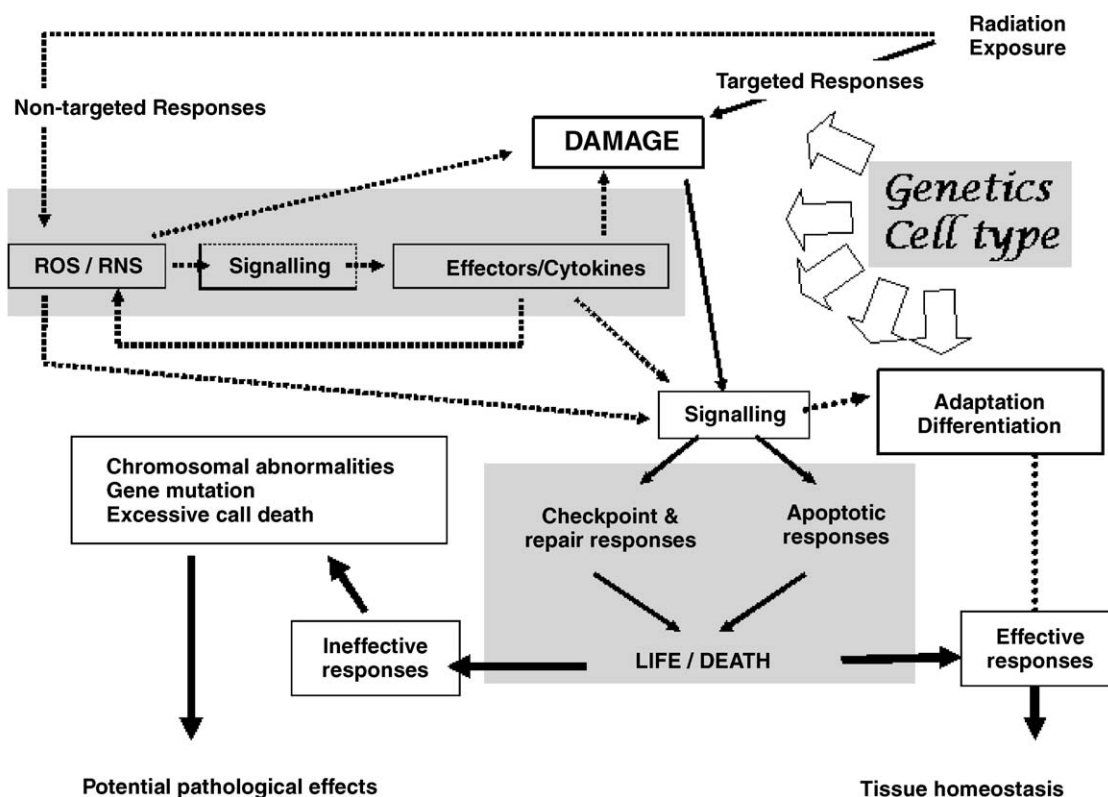 Radiation
Exposure
Targeted Responses
Non-targeted Responses
DAMAGE
Genetics
Cell type
ROS / RNS
Signalling
Effectors/Cytokines
Signalling
Adaptation
Differentiation
Chromosomal abnormalities
Gene mutation
Excessive call death
Checkpoint &
repair responses
Apoptotic
responses
Ineffective
responses
LIFE / DEATH
Effective
responses
Potential pathological effects
Tissue homeostasis